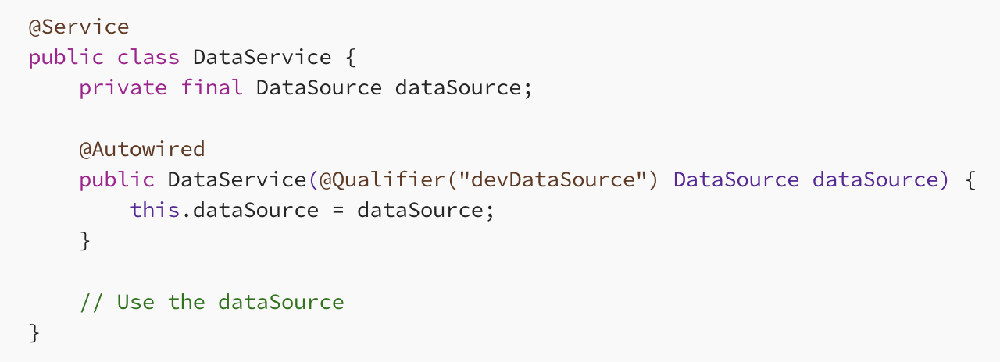 @Service
public class DataService {
    private final DataSource dataSource;

    @Autowired
    public DataService(@Qualifier("devDataSource") DataSource dataSource) {
        this.dataSource = dataSource;
    }

    // Use the dataSource
}